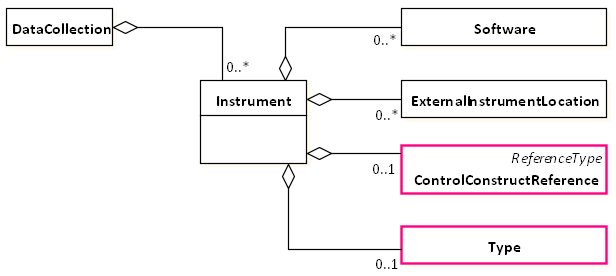 DataCollection
0..*
Software
0..*
Instrument
ExternalInstrumentLocation
0..*
ReferenceType
ControlConstructReference
0..1
Type
0..1